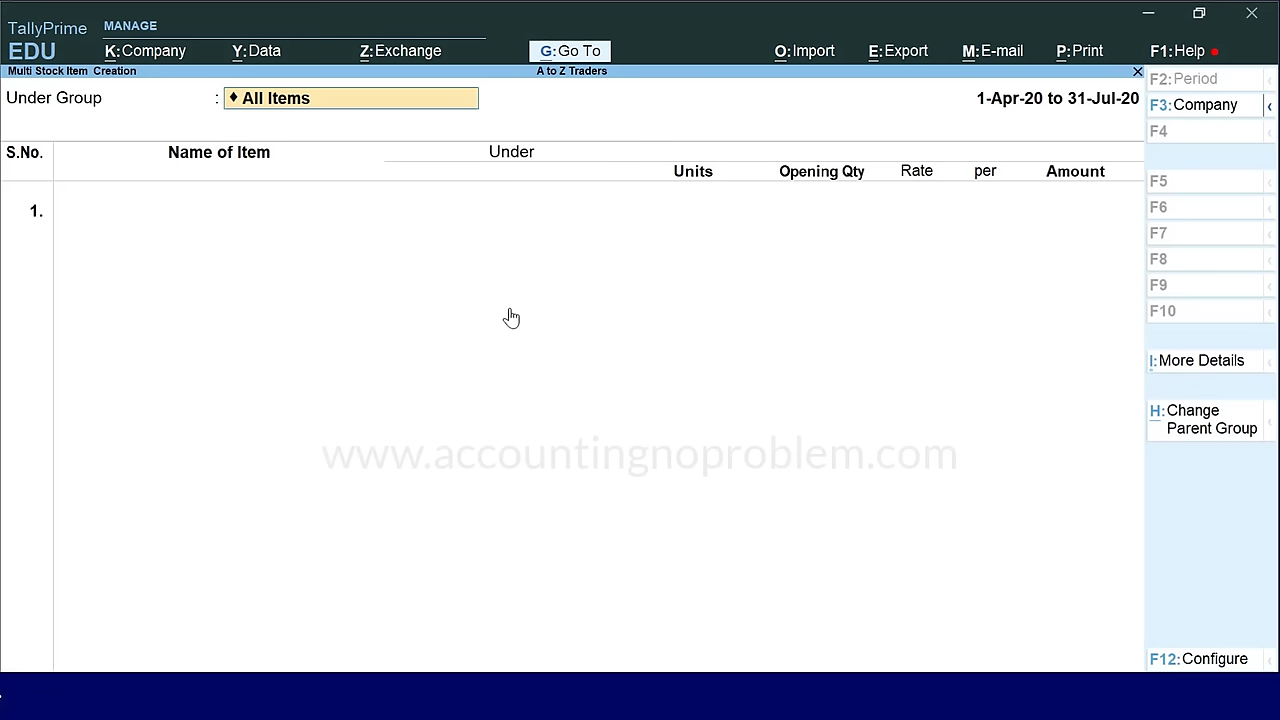 TallyPrime MANAGE
EDU K:Company Y:Data Z:Exchange G:Go To O:Import E:Export M:E-mail P:Print F1:Help
Multi Stock Item Creation A to Z Traders
Under Group : ♦ All Items 1-Apr-20 to 31-Jul-20
S.No. Name of Item Under
Units Opening Qty Rate per Amount
1.
www.accountingnoproblem.com
F2:Period
F3:Company
F4
F5
F6
F7
F8
F9
F10
I:More Details
H:Change
Parent Group
F12:Configure